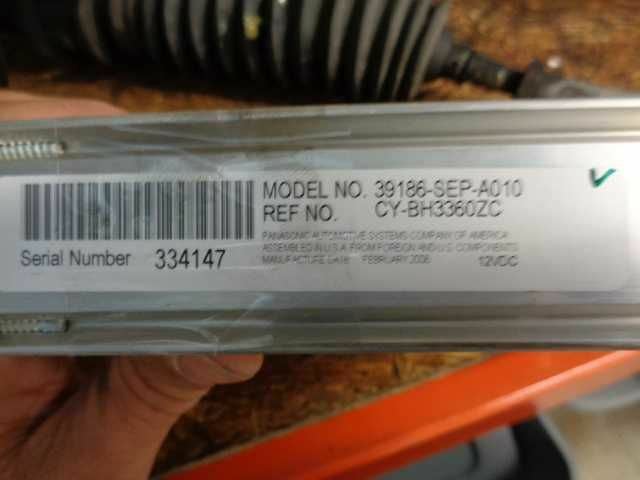 MODEL NO. 39186-SEP-A010
REF NO. CY-BH3360ZC
PANASONIC AUTOMOTIVE SYSTEMS COMPANY OF AMERICA
ASSEMBLED IN U.S.A. FROM FOREIGN AND U.S. COMPONENTS
MANUFACTURE DATE FEBRUARY 2006 12VDC
Serial Number 334147